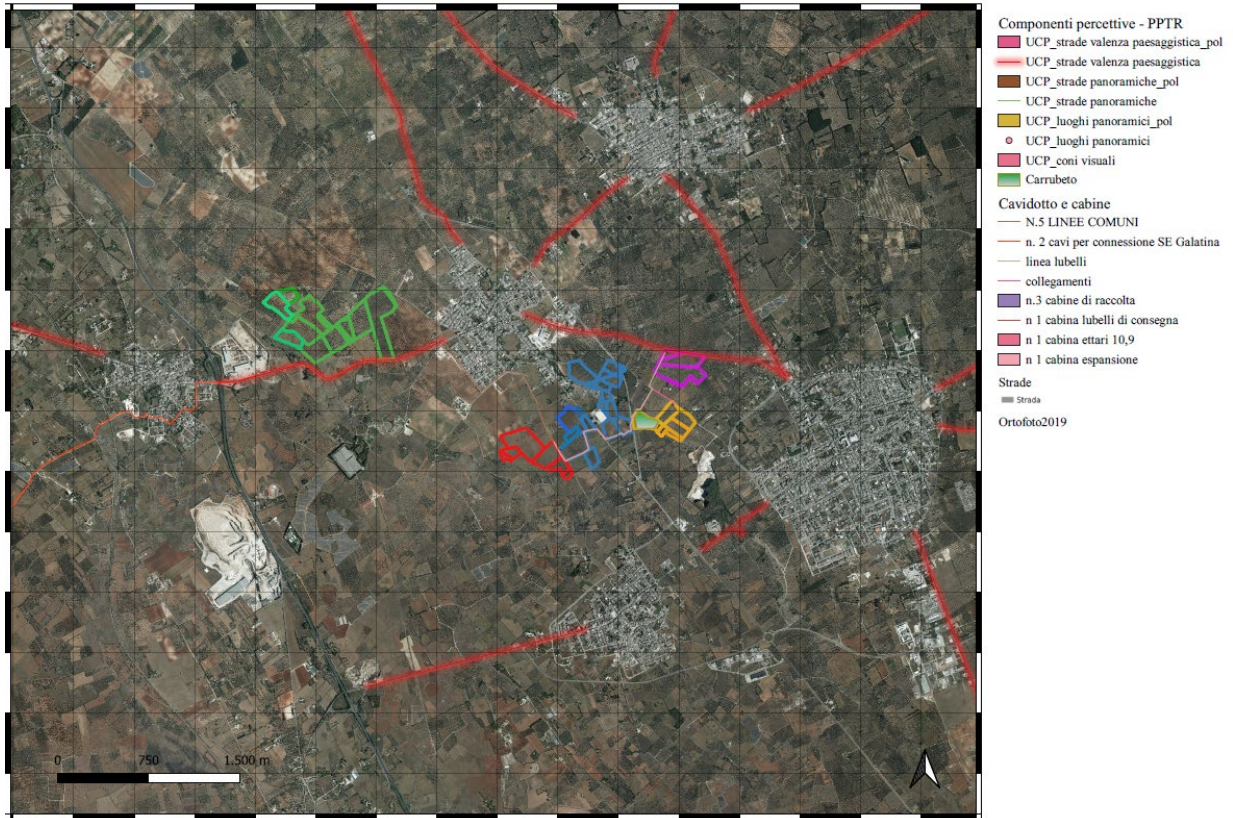 Componenti percettive - PPTR
UCP_strade valenza paesaggistica_pol
UCP_strade valenza paesaggistica
UCP_strade panoramiche_pol
UCP_strade panoramiche
UCP_luoghi panoramici_pol
UCP_luoghi panoramici
UCP_coni visuali
Carrubeto
Cavidotto e cabine
N.5 LINEE COMUNI
n. 2 cavi per connessione SE Galatina
linea lubelli
collegamenti
n.3 cabine di raccolta
n 1 cabina lubelli di consegna
n 1 cabina ettari 10,9
n 1 cabina espansione
Strade
Strada
Ortofoto2019
0 750 1.500 m